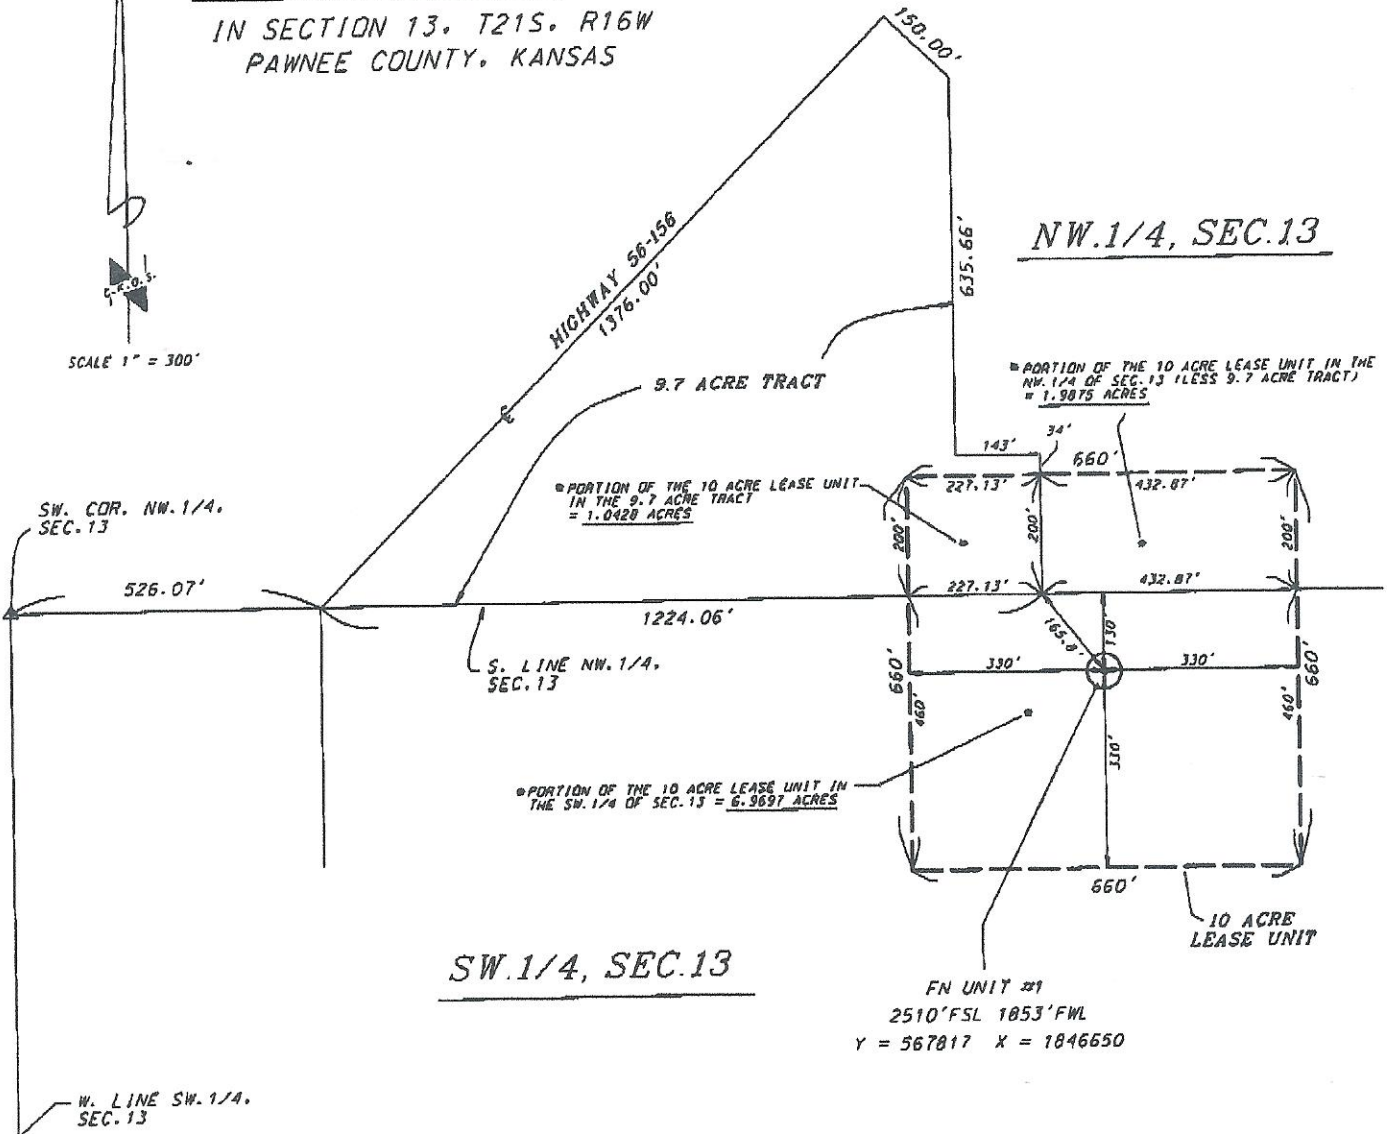 IN SECTION 13. T21S. R16W
PAWNEE COUNTY. KANSAS
150.00'
HIGHWAY 56-156
1376.00'
635.66'
NW.1/4, SEC.13
SCALE 1" = 300'
9.7 ACRE TRACT
*PORTION OF THE 10 ACRE LEASE UNIT IN THE
NW.1/4 OF SEC.13 (LESS 9.7 ACRE TRACT)
= 1.9875 ACRES
143'
34'
660'
227.13'
432.87'
*PORTION OF THE 10 ACRE LEASE UNIT
IN THE 9.7 ACRE TRACT
= 1.0428 ACRES
SW. COR. NW.1/4.
SEC.13
200'
200'
200'
526.07'
227.13'
432.87'
1224.06'
165.8'
130'
S. LINE NW.1/4.
SEC.13
330'
330'
660'
660'
460'
460'
330'
*PORTION OF THE 10 ACRE LEASE UNIT IN
THE SW.1/4 OF SEC.13 = 6.9697 ACRES
660'
10 ACRE
LEASE UNIT
SW.1/4, SEC.13
FN UNIT #1
2510'FSL 1853'FWL
Y = 567817 X = 1846650
W. LINE SW.1/4.
SEC.13